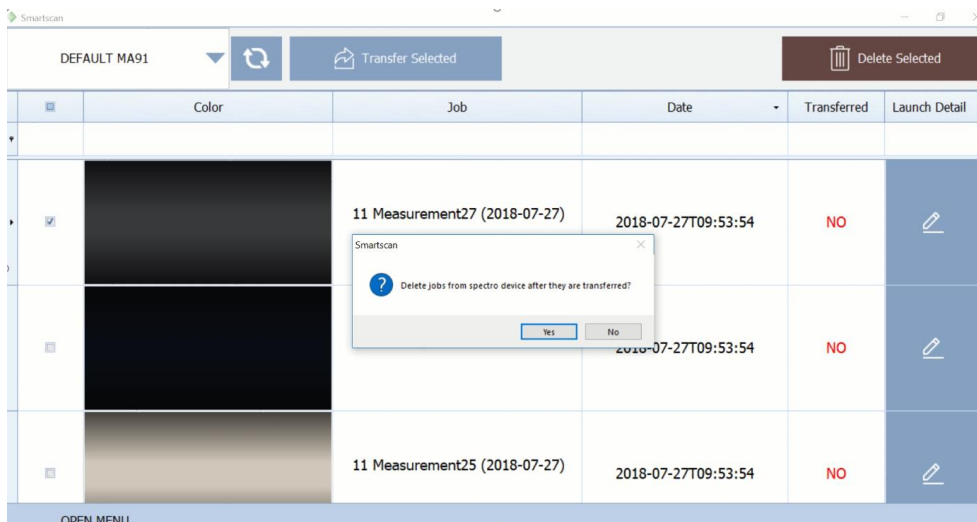 Smartscan
DEFAULT MA91
Transfer Selected
Delete Selected
Color Job Date Transferred Launch Detail
11 Measurement27 (2018-07-27) 2018-07-27T09:53:54 NO
Smartscan
Delete jobs from spectro device after they are transferred?
Yes No
2018-07-27T09:53:54 NO
11 Measurement25 (2018-07-27) 2018-07-27T09:53:54 NO
OPEN MENU